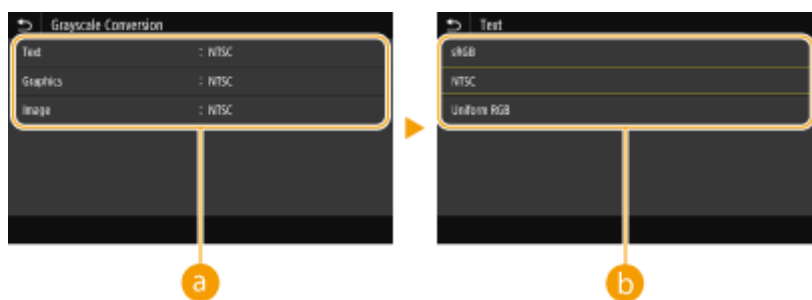 Grayscale Conversion
Text : NTSC
Graphics : NTSC
Image : NTSC
a
Text
sRGB
NTSC
Uniform RGB
b